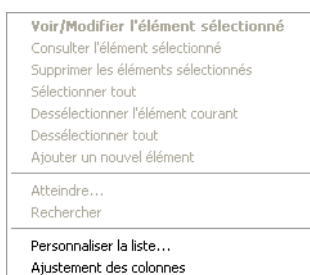 Voir/Modifier l'élément sélectionné
Consulter l'élément sélectionné
Supprimer les éléments sélectionnés
Sélectionner tout
Dessélectionner l'élément courant
Dessélectionner tout
Ajouter un nouvel élément
Atteindre...
Rechercher
Personnaliser la liste...
Ajustement des colonnes